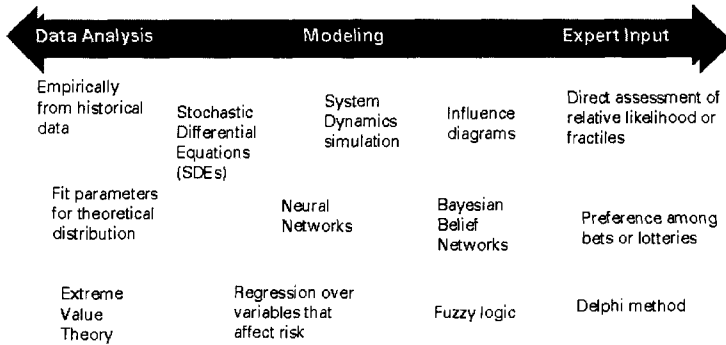 Data Analysis Modeling Expert Input
Empirically
from historical
data
Stochastic
Differential
Equations
(SDEs)
System
Dynamics
simulation
Influence
diagrams
Direct assessment of
relative likelihood or
fractiles
Fit parameters
for theoretical
distribution
Neural
Networks
Bayesian
Belief
Networks
Preference among
bets or lotteries
Extreme
Value
Theory
Regression over
variables that
affect risk
Fuzzy logic
Delphi method